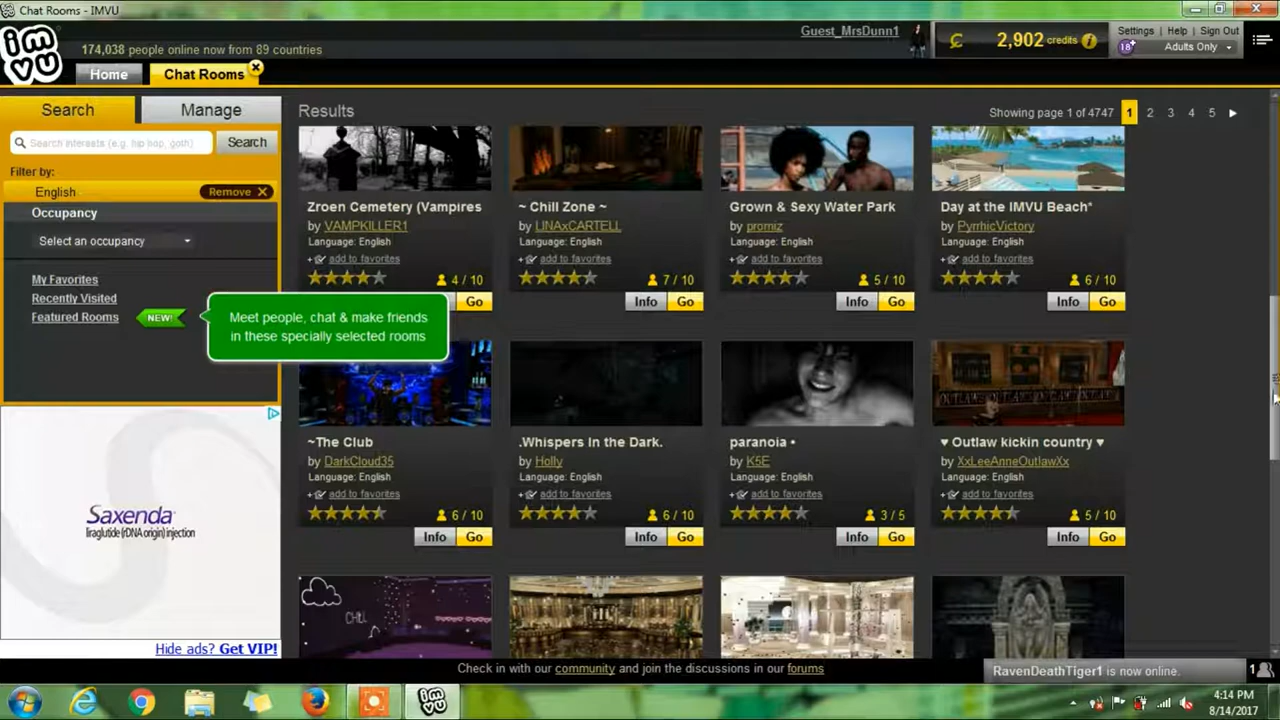 Chat Rooms - IMVU
imvu
174,038 people online now from 89 countries
Guest_MrsDunn1
2,902 credits
Settings | Help | Sign Out
18+ Adults Only
Home
Chat Rooms
Search
Manage
Search interests (e.g. hip hop, goth)
Search
Filter by:
English
Remove X
Occupancy
Select an occupancy
My Favorites
Recently Visited
Featured Rooms
NEW!
Meet people, chat & make friends
in these specially selected rooms
Saxenda
liraglutide (rDNA origin) injection
Hide ads? Get VIP!
Results
Showing page 1 of 4747
1 2 3 4 5
Zroen Cemetery (Vampires
by VAMPKILLER1
Language: English
add to favorites
4 / 10
Go
~ Chill Zone ~
by LINAxCARTELL
Language: English
add to favorites
7 / 10
Info Go
Grown & Sexy Water Park
by promiz
Language: English
add to favorites
5 / 10
Info Go
Day at the IMVU Beach*
by PyrrhicVictory
Language: English
add to favorites
6 / 10
Info Go
~The Club
by DarkCloud35
Language: English
add to favorites
6 / 10
Info Go
.Whispers In the Dark.
by Holly
Language: English
add to favorites
6 / 10
Info Go
paranoia •
by K5E
Language: English
add to favorites
3 / 5
Info Go
OUTLAWS
♥ Outlaw kickin country ♥
by XxLeeAnneOutlawXx
Language: English
add to favorites
5 / 10
Info Go
CHILL
Check in with our community and join the discussions in our forums
RavenDeathTiger1 is now online.
1
imvu
4:14 PM
8/14/2017